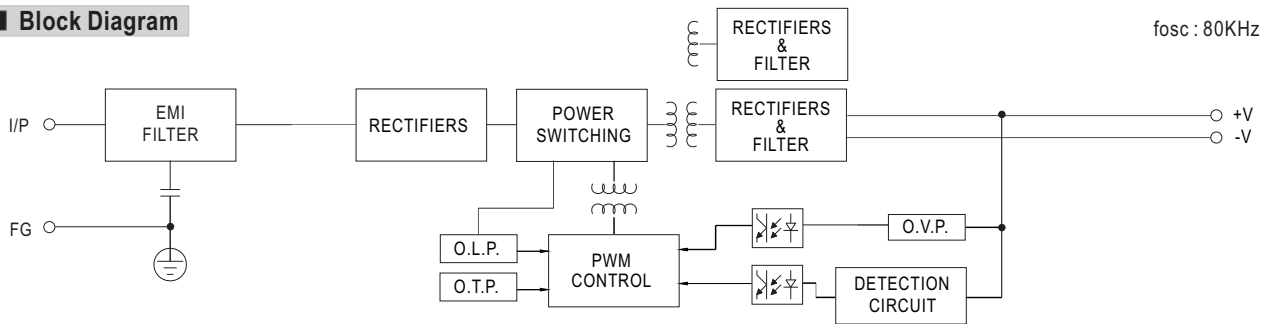 Block Diagram
fosc : 80KHz
RECTIFIERS
&
FILTER
I/P
EMI
FILTER
RECTIFIERS
POWER
SWITCHING
RECTIFIERS
&
FILTER
+V
-V
FG
O.L.P.
O.T.P.
PWM
CONTROL
O.V.P.
DETECTION
CIRCUIT